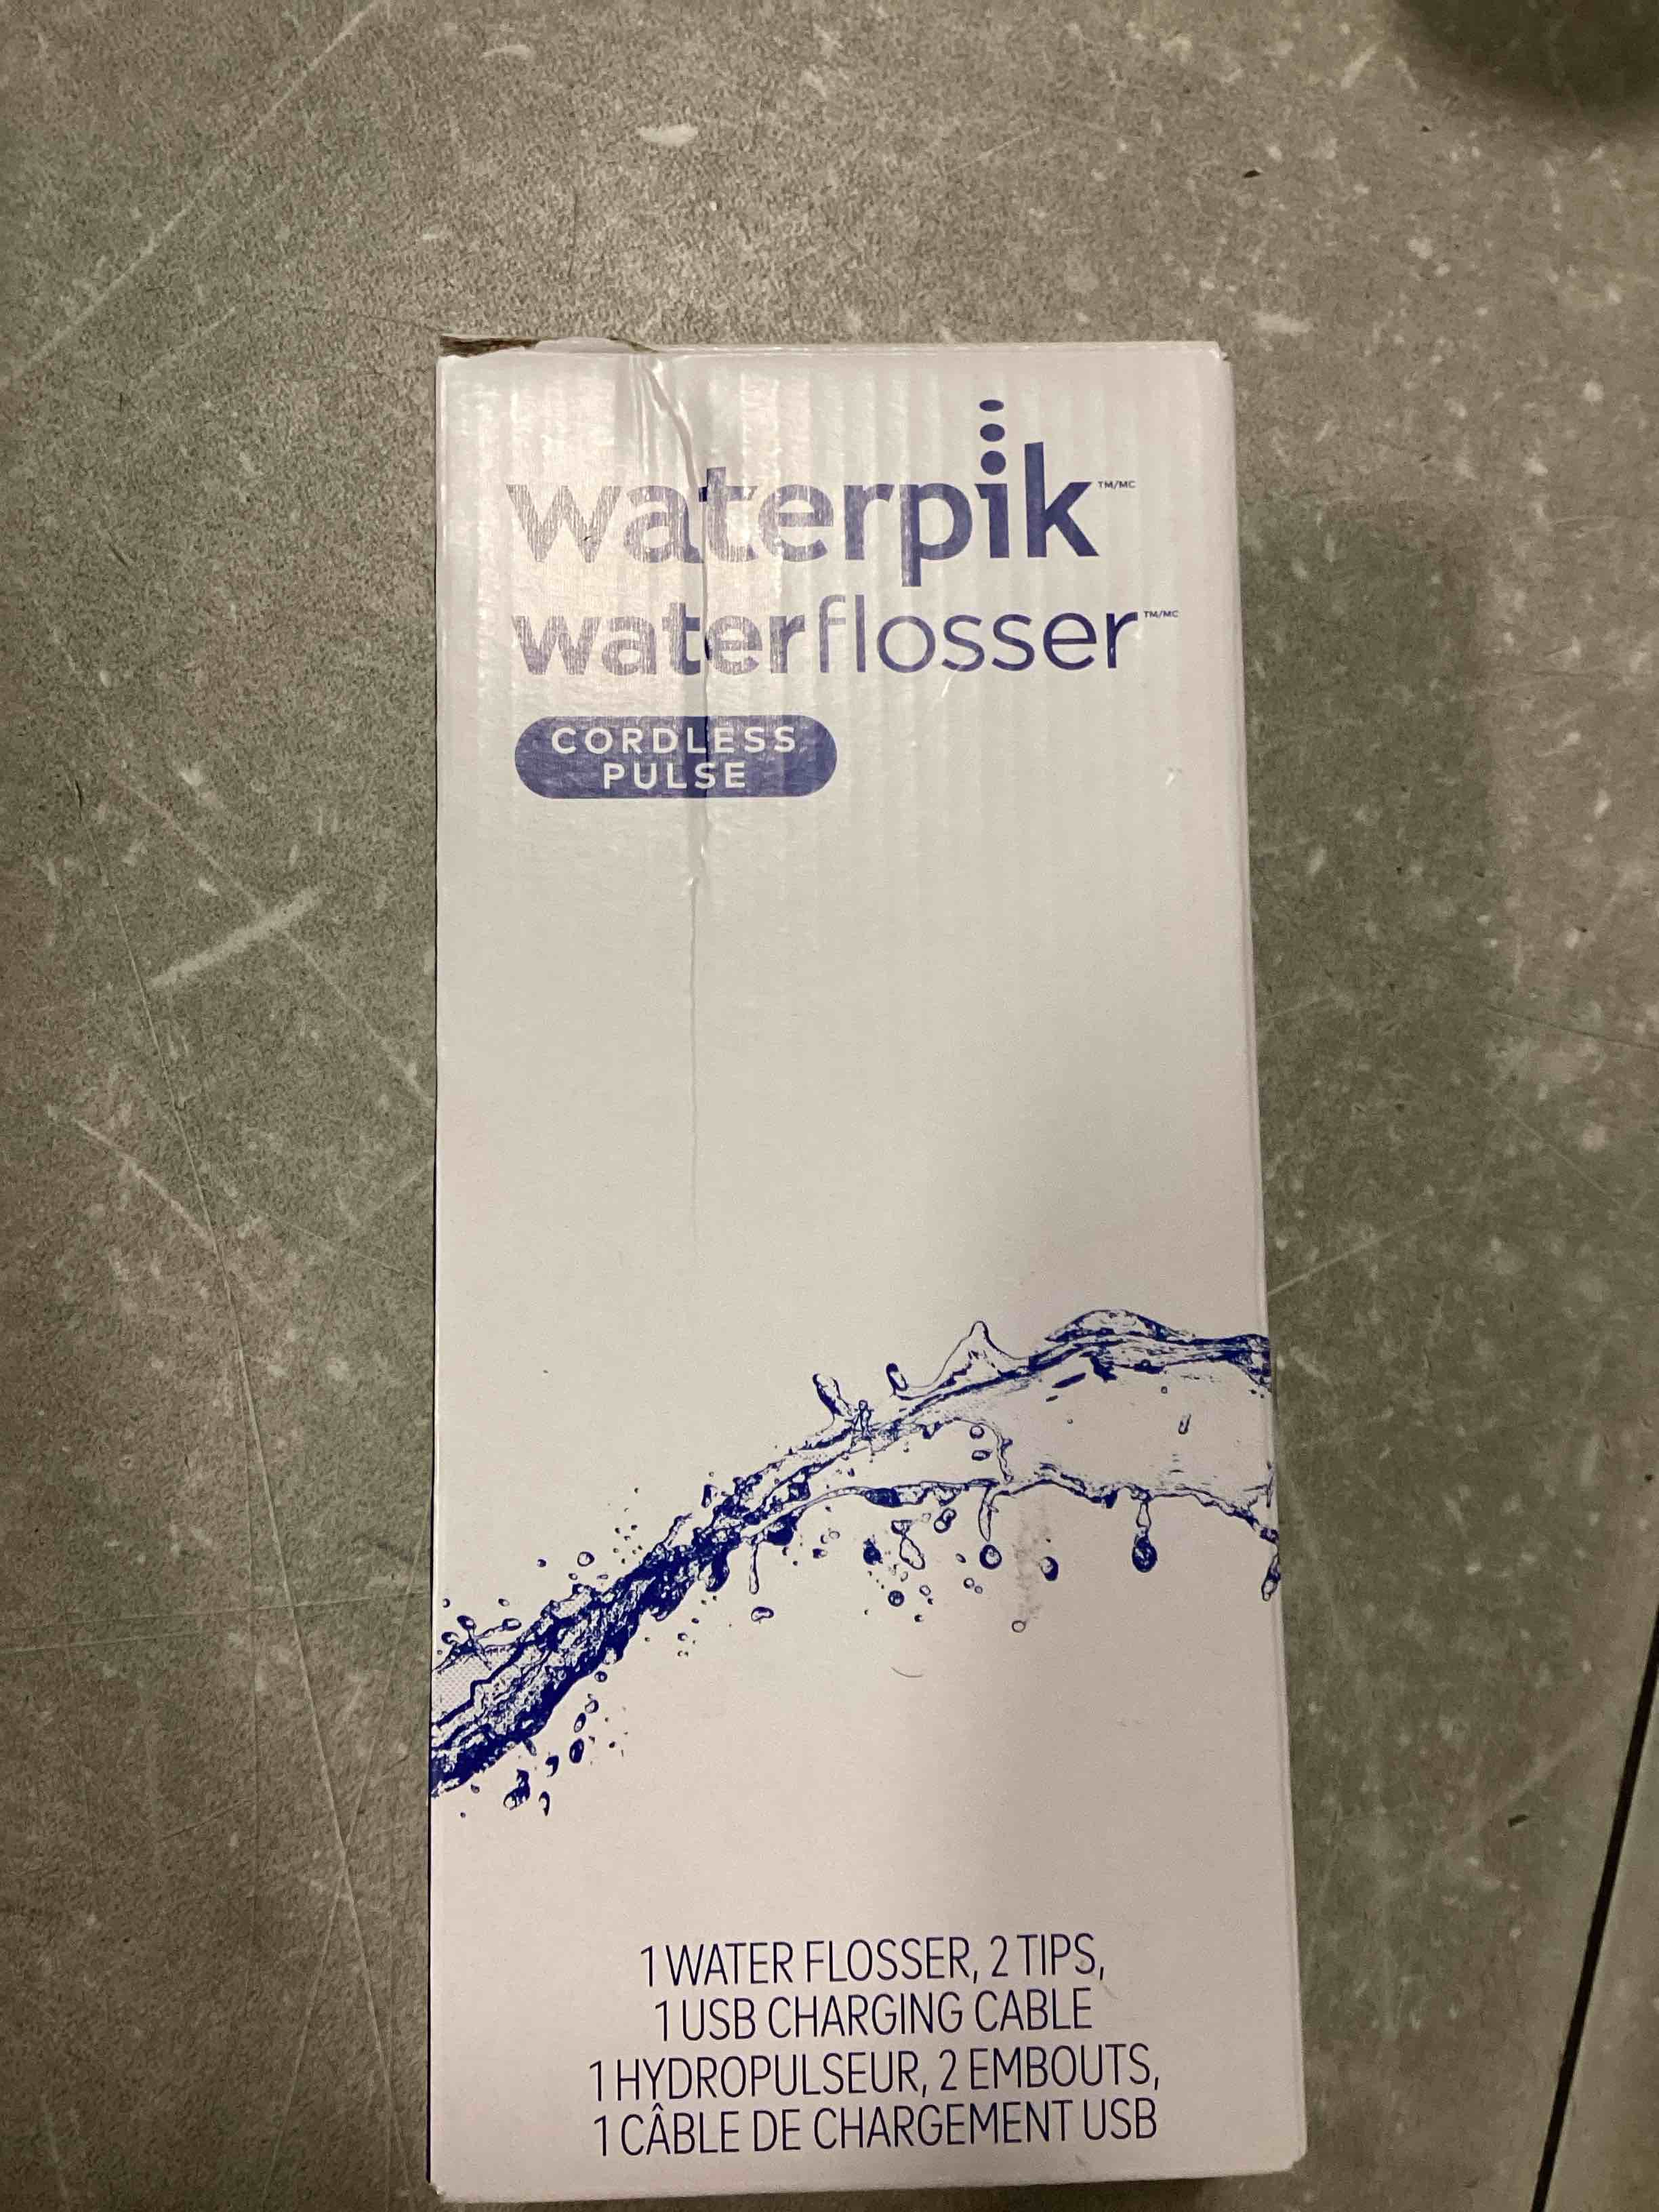 waterpik™/MC
waterflosser™/MC
CORDLESS
PULSE
1 WATER FLOSSER, 2 TIPS,
1 USB CHARGING CABLE
1 HYDROPULSEUR, 2 EMBOUTS,
1 CÂBLE DE CHARGEMENT USB